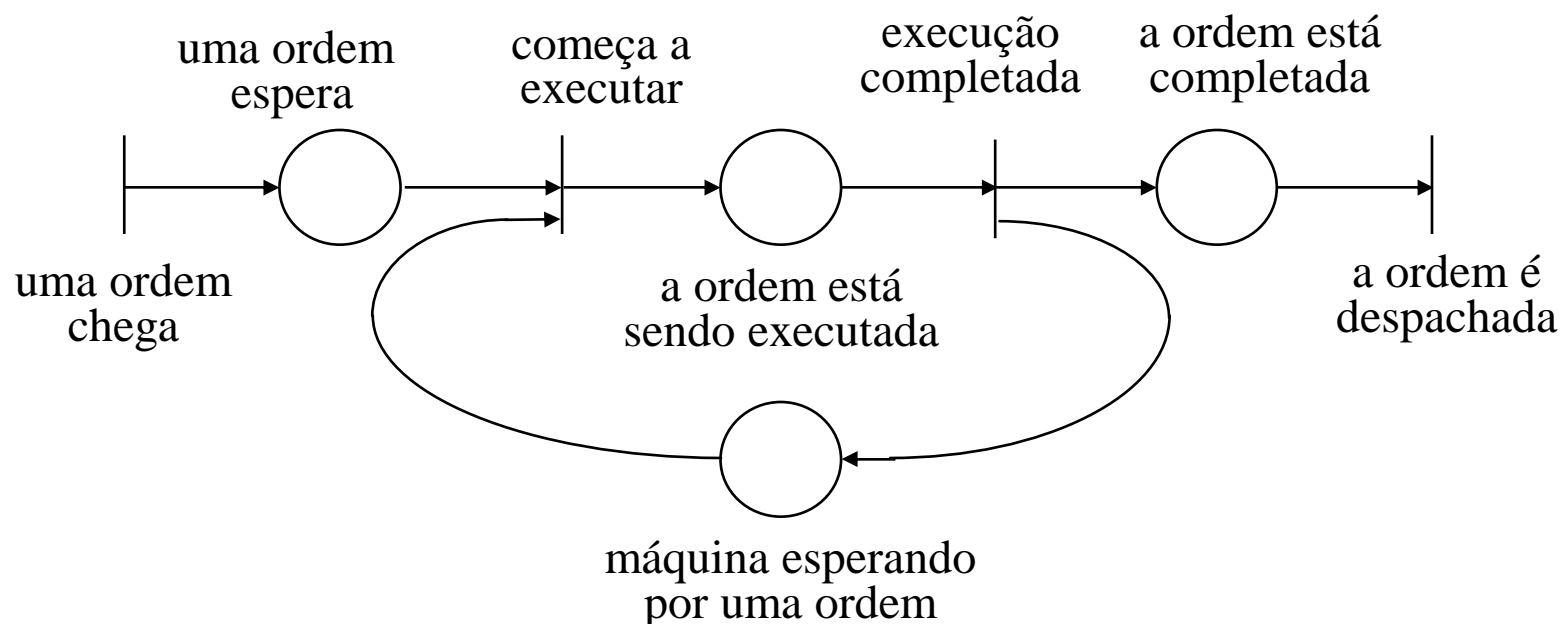 uma ordem
espera
começa a
executar
execução
completada
a ordem está
completada
uma ordem
chega
a ordem está
sendo executada
a ordem é
despachada
máquina esperando
por uma ordem